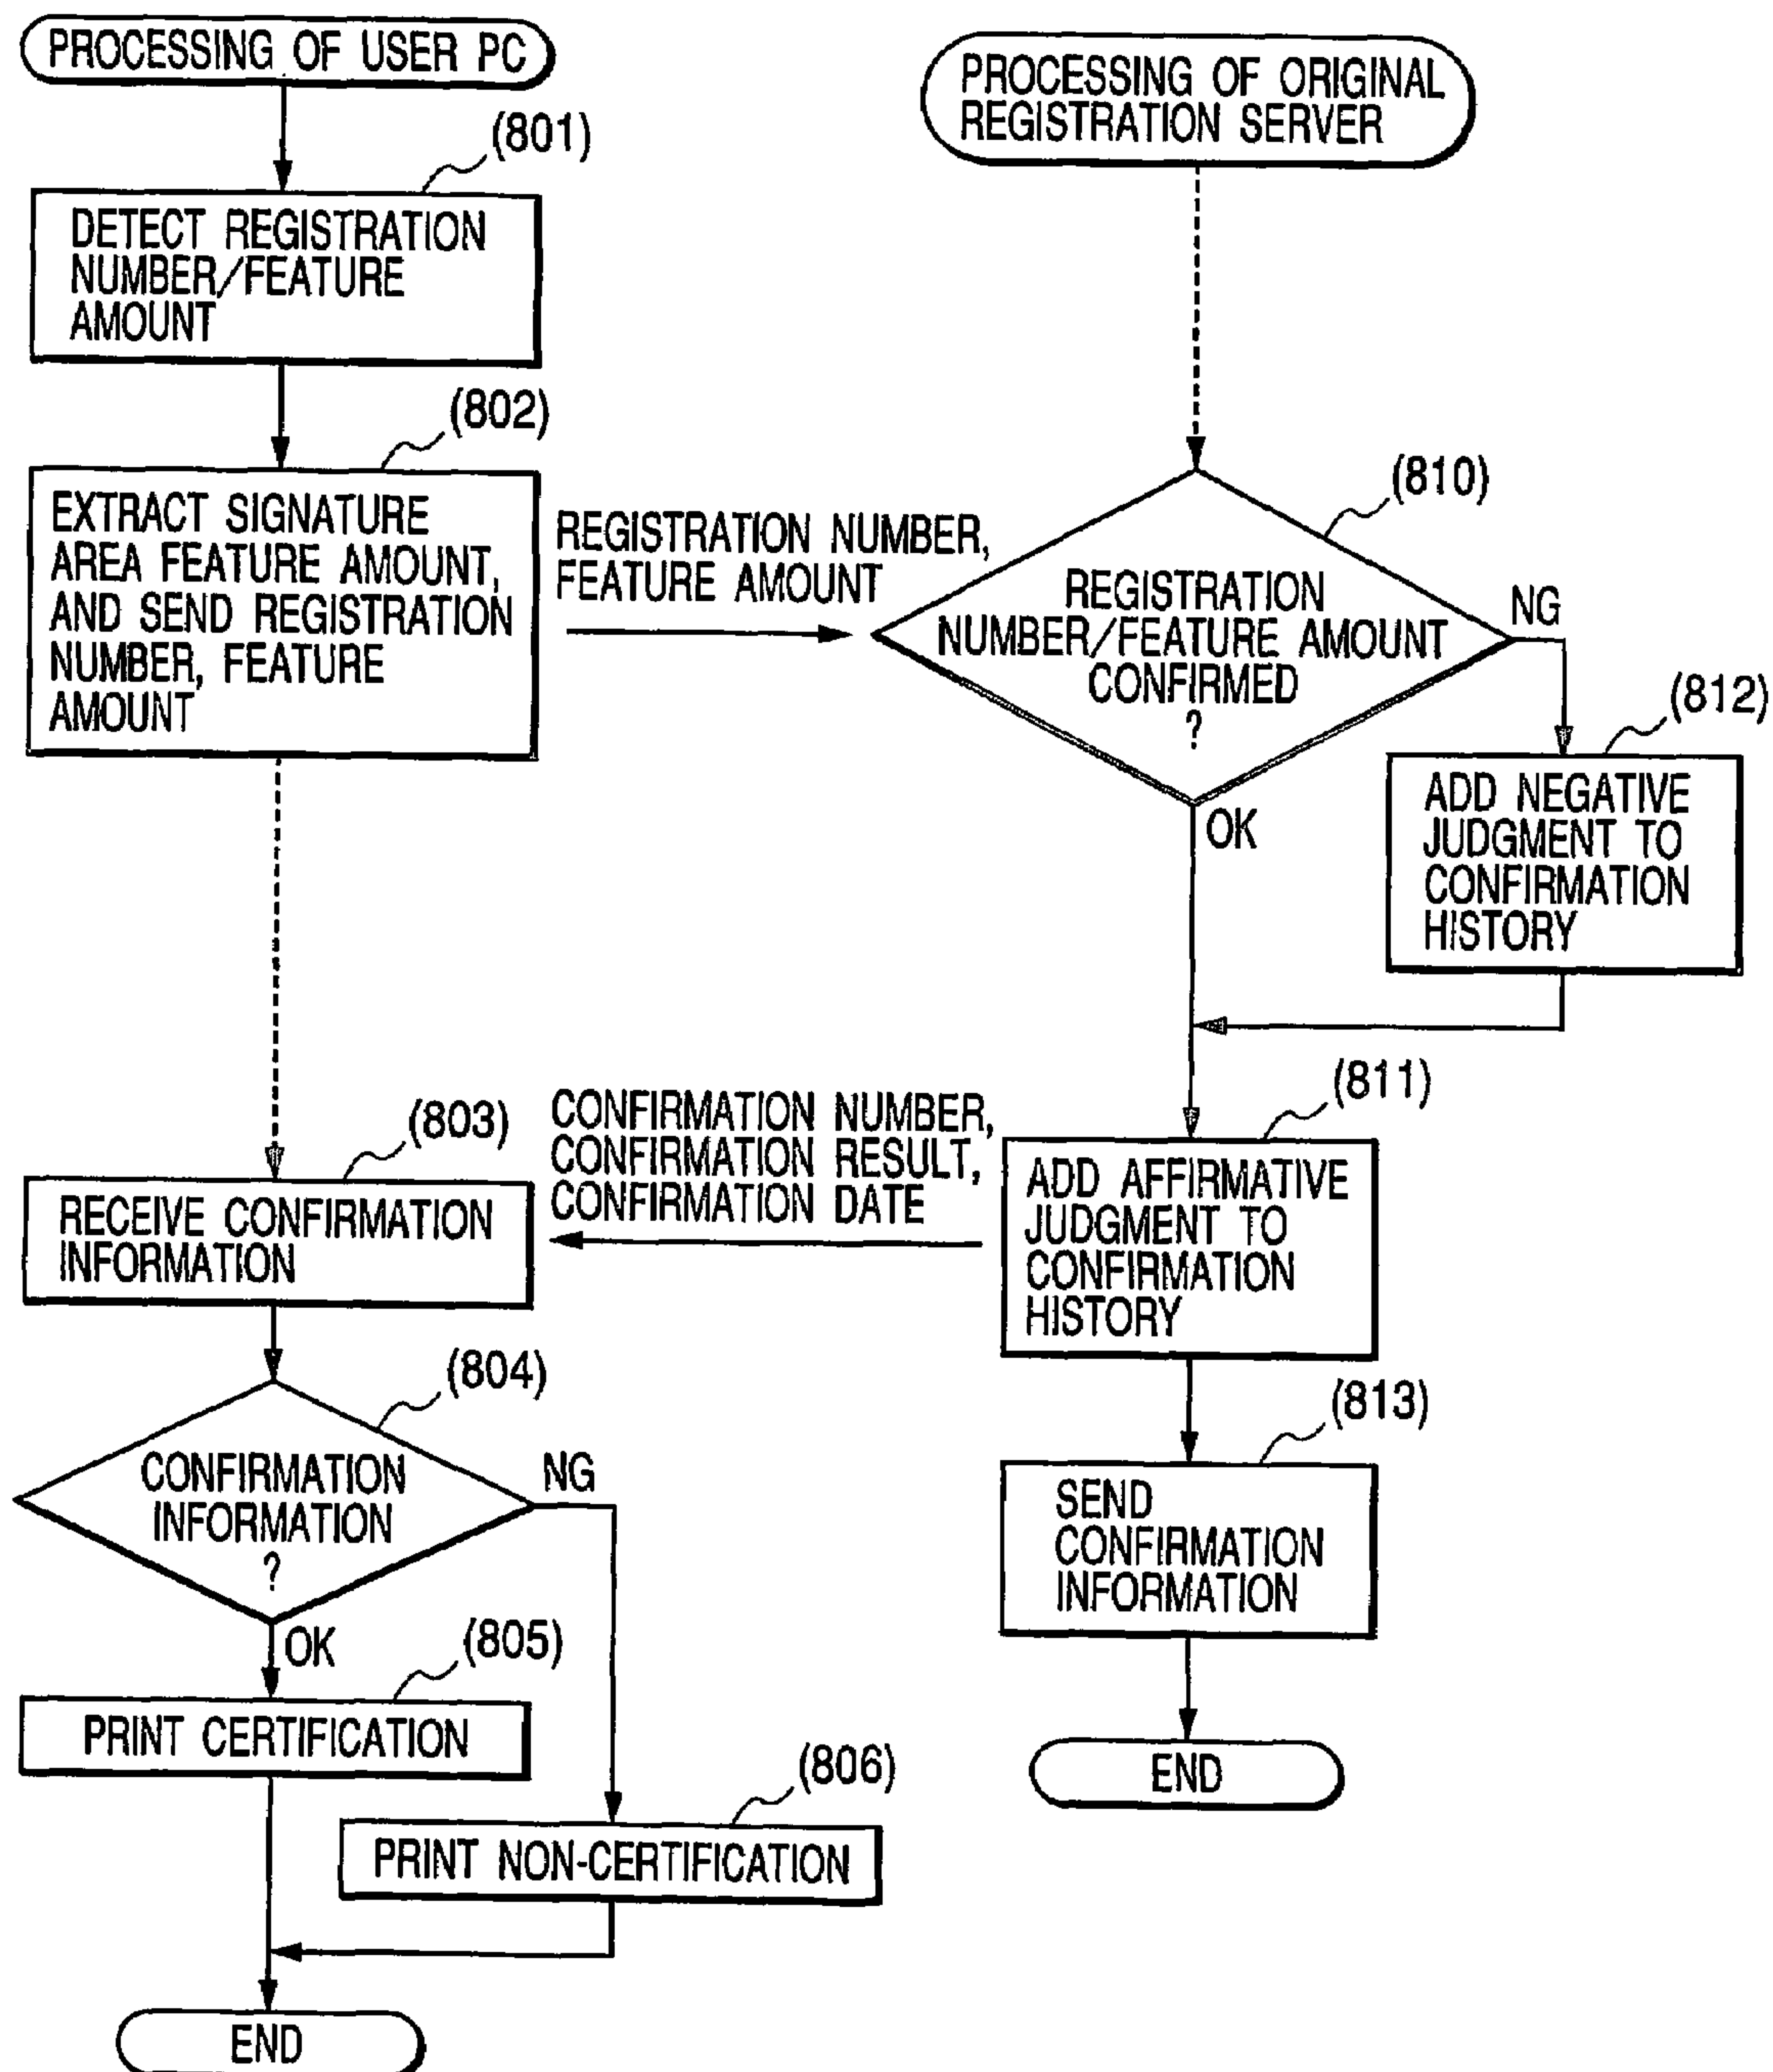 PROCESSING OF USER PC
(801)
DETECT REGISTRATION
NUMBER/FEATURE
AMOUNT
(802)
EXTRACT SIGNATURE
AREA FEATURE AMOUNT,
AND SEND REGISTRATION
NUMBER, FEATURE
AMOUNT
REGISTRATION NUMBER,
FEATURE AMOUNT
PROCESSING OF ORIGINAL
REGISTRATION SERVER
(810)
REGISTRATION
NUMBER/FEATURE AMOUNT
CONFIRMED
?
NG
OK
(812)
ADD NEGATIVE
JUDGMENT TO
CONFIRMATION
HISTORY
(811)
ADD AFFIRMATIVE
JUDGMENT TO
CONFIRMATION
HISTORY
CONFIRMATION NUMBER,
CONFIRMATION RESULT,
CONFIRMATION DATE
(813)
SEND
CONFIRMATION
INFORMATION
END
(803)
RECEIVE CONFIRMATION
INFORMATION
(804)
CONFIRMATION
INFORMATION
?
NG
OK
(805)
PRINT CERTIFICATION
(806)
PRINT NON-CERTIFICATION
END